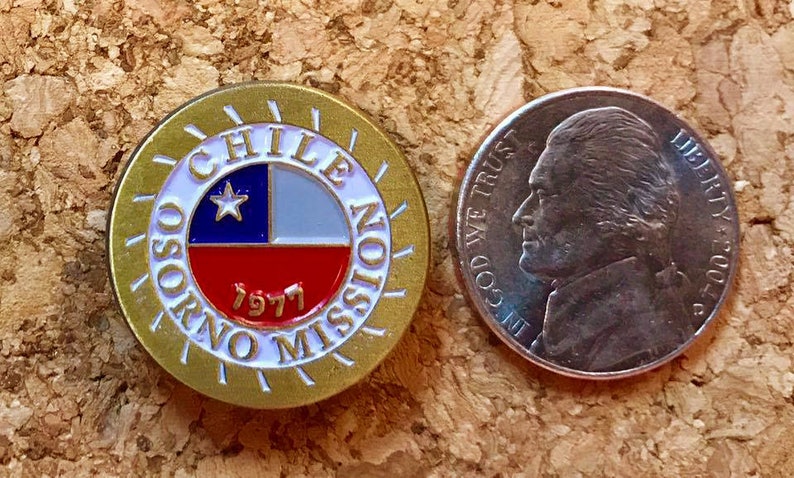 CHILE
OSORNO MISSION
1977
IN GOD WE TRUST
LIBERTY 2004
D